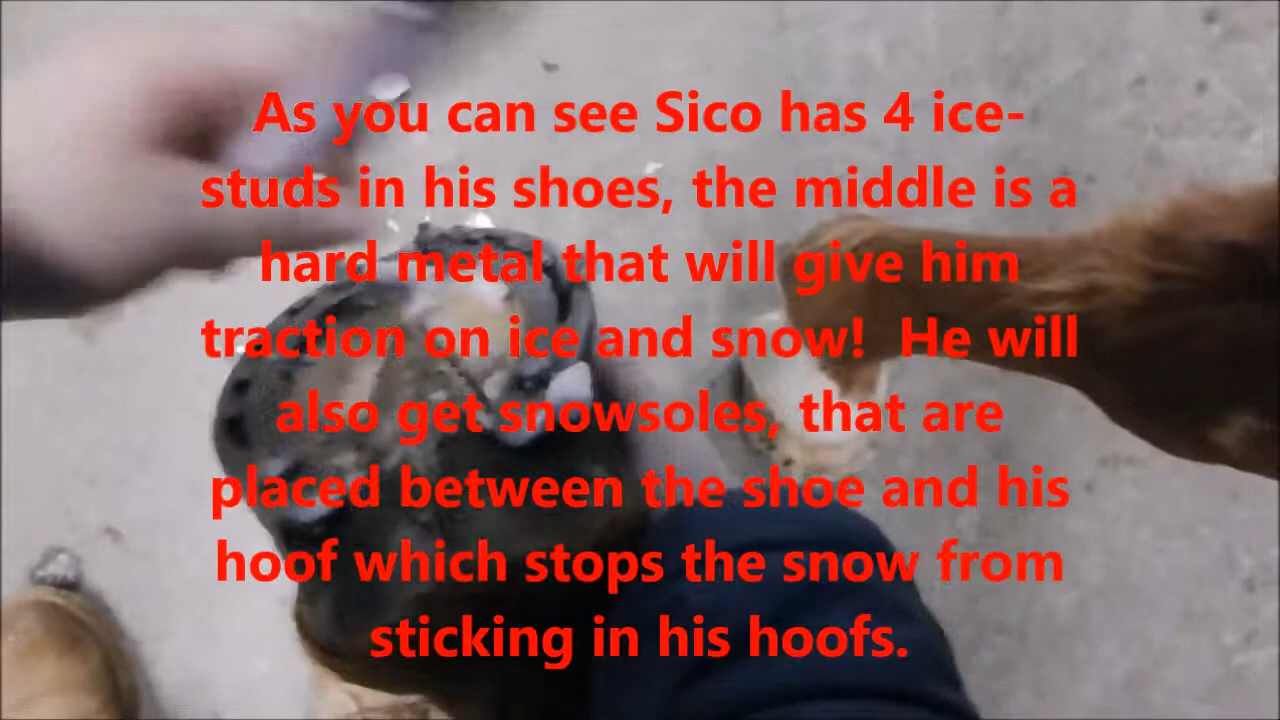 As you can see Sico has 4 ice-
studs in his shoes, the middle is a
hard metal that will give him
traction on ice and snow!  He will
also get snowsoles, that are
placed between the shoe and his
hoof which stops the snow from
sticking in his hoofs.